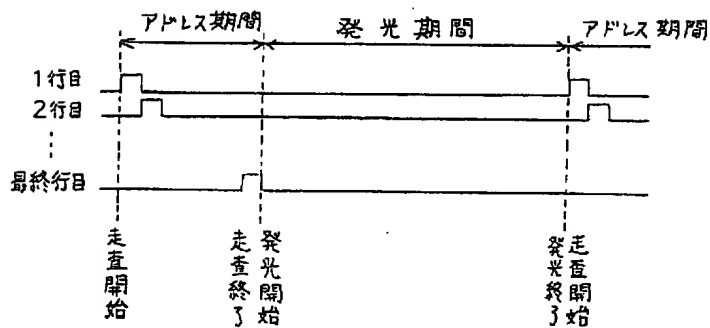 アドレス期間 発光期間 アドレス期間
1行目
2行目
最終行目
走査開始
走査終了
発光開始
発光終了
走査開始